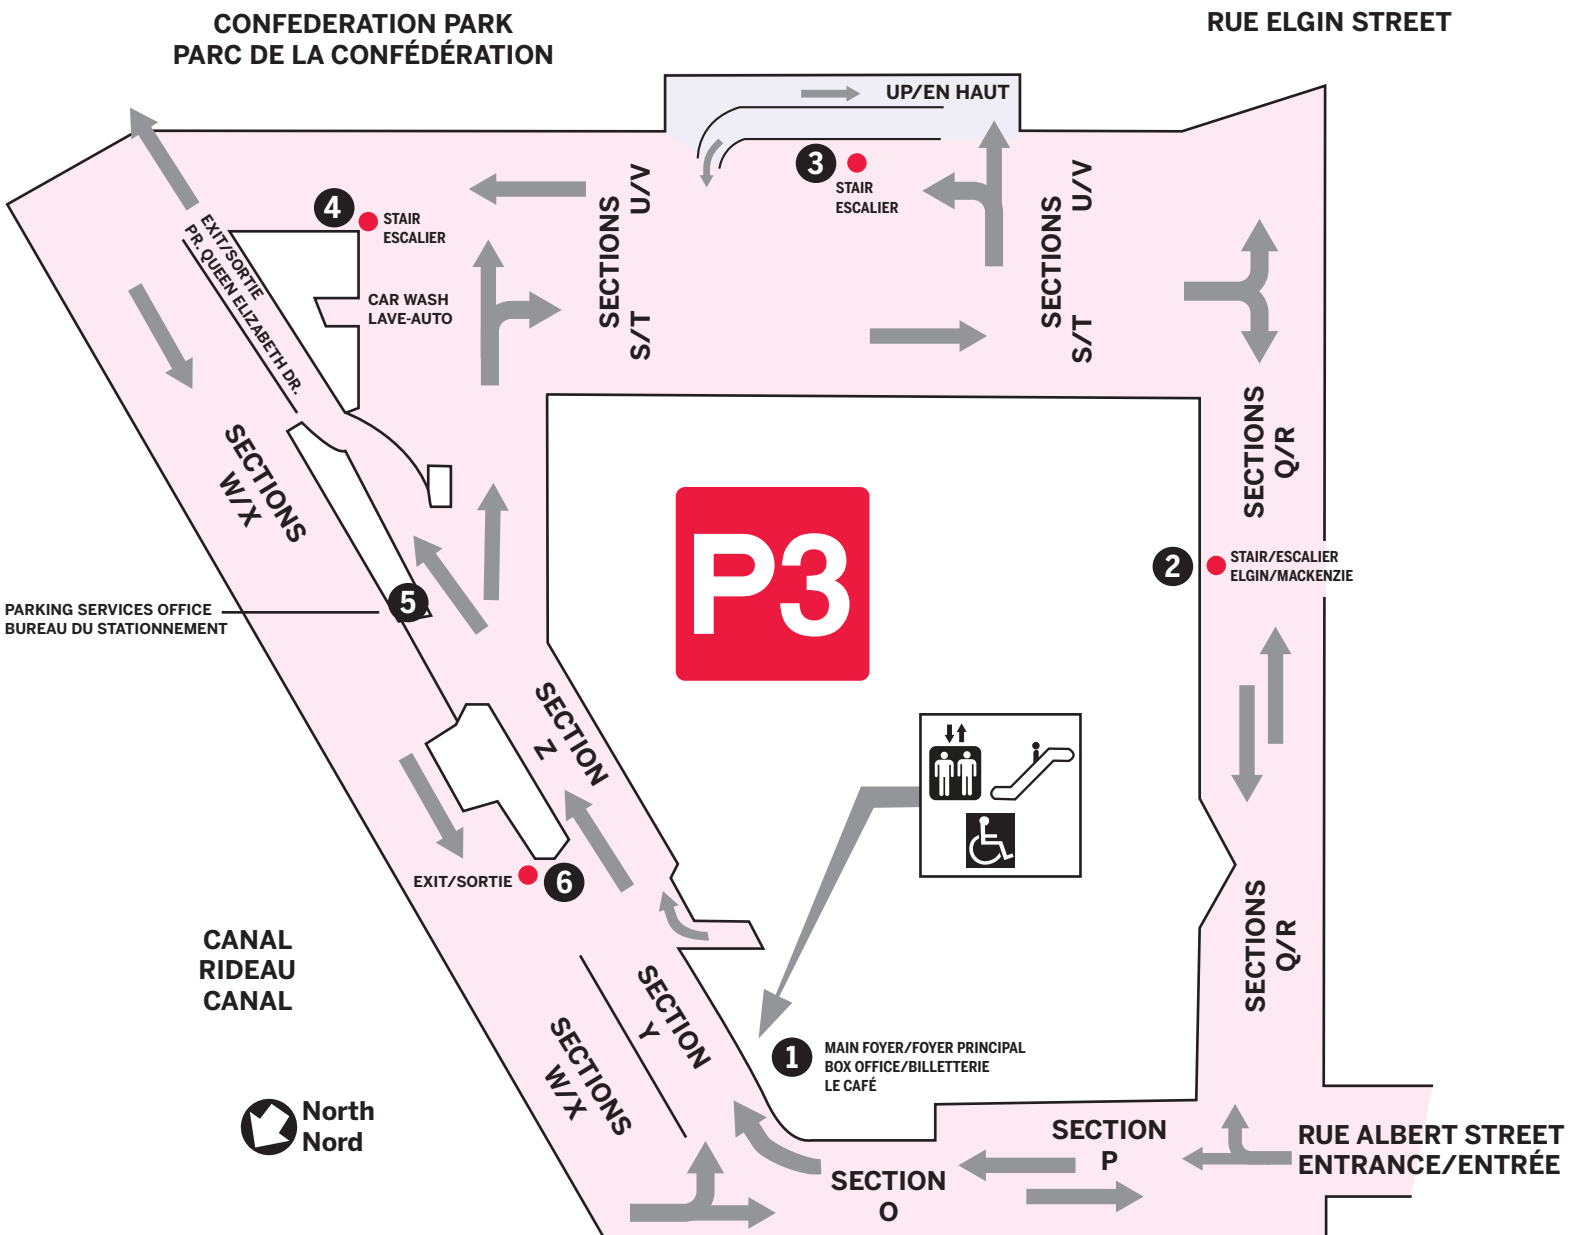 CONFEDERATION PARK
PARC DE LA CONFÉDÉRATION
RUE ELGIN STREET
UP/EN HAUT
3
STAIR
ESCALIER
4
STAIR
ESCALIER
EXIT/SORTIE
PR. QUEEN ELIZABETH DR.
CAR WASH
LAVE-AUTO
SECTIONS
S/T U/V
SECTIONS
S/T U/V
SECTIONS
Q/R
SECTIONS
W/X
P3
2
STAIR/ESCALIER
ELGIN/MACKENZIE
5
PARKING SERVICES OFFICE
BUREAU DU STATIONNEMENT
SECTION
Z
EXIT/SORTIE
6
SECTIONS
Q/R
CANAL
RIDEAU
CANAL
SECTION
Y
SECTIONS
W/X
1
MAIN FOYER/FOYER PRINCIPAL
BOX OFFICE/BILLETTERIE
LE CAFÉ
North
Nord
SECTION
P
RUE ALBERT STREET
ENTRANCE/ENTRÉE
SECTION
O